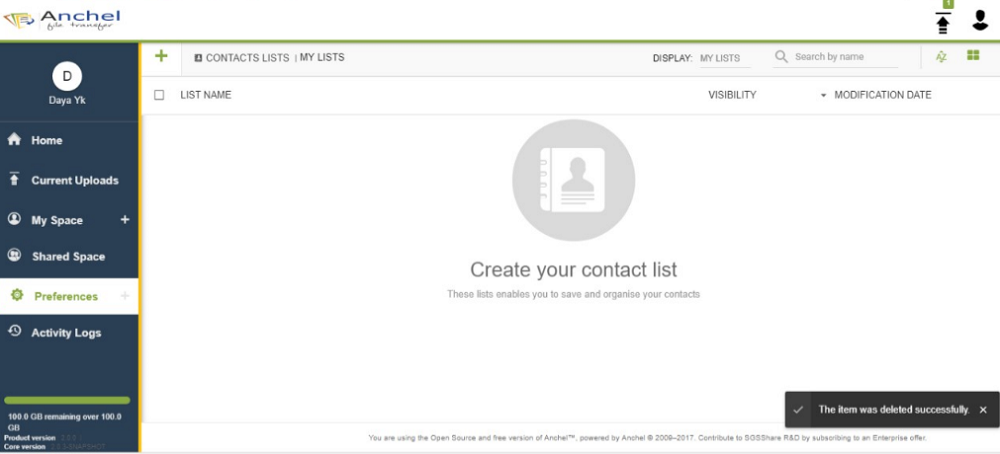 Anchel
file transfer
1
D
Daya Yk
Home
Current Uploads
My Space +
Shared Space
Preferences +
Activity Logs
100.0 GB remaining over 100.0
GB
Product version
Core version
+ CONTACTS LISTS | MY LISTS DISPLAY: MY LISTS Search by name
LIST NAME VISIBILITY MODIFICATION DATE
Create your contact list
These lists enables you to save and organise your contacts
The item was deleted successfully. ×
You are using the Open Source and free version of Anchel™, powered by Anchel © 2009–2017. Contribute to SGSShare R&D by subscribing to an Enterprise offer.